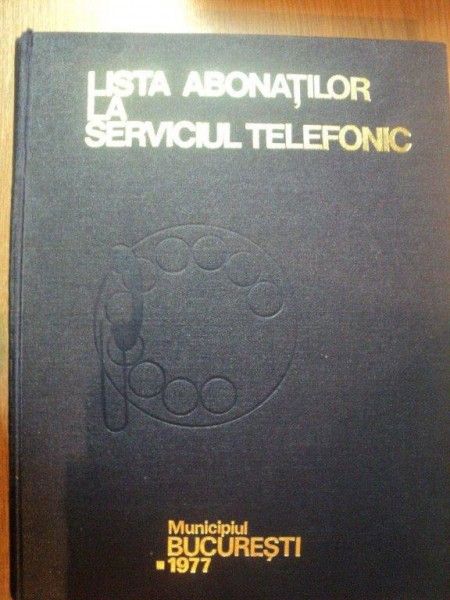 LISTA ABONAȚILOR
LA
SERVICIUL TELEFONIC
Municipiul
BUCUREȘTI
▪1977